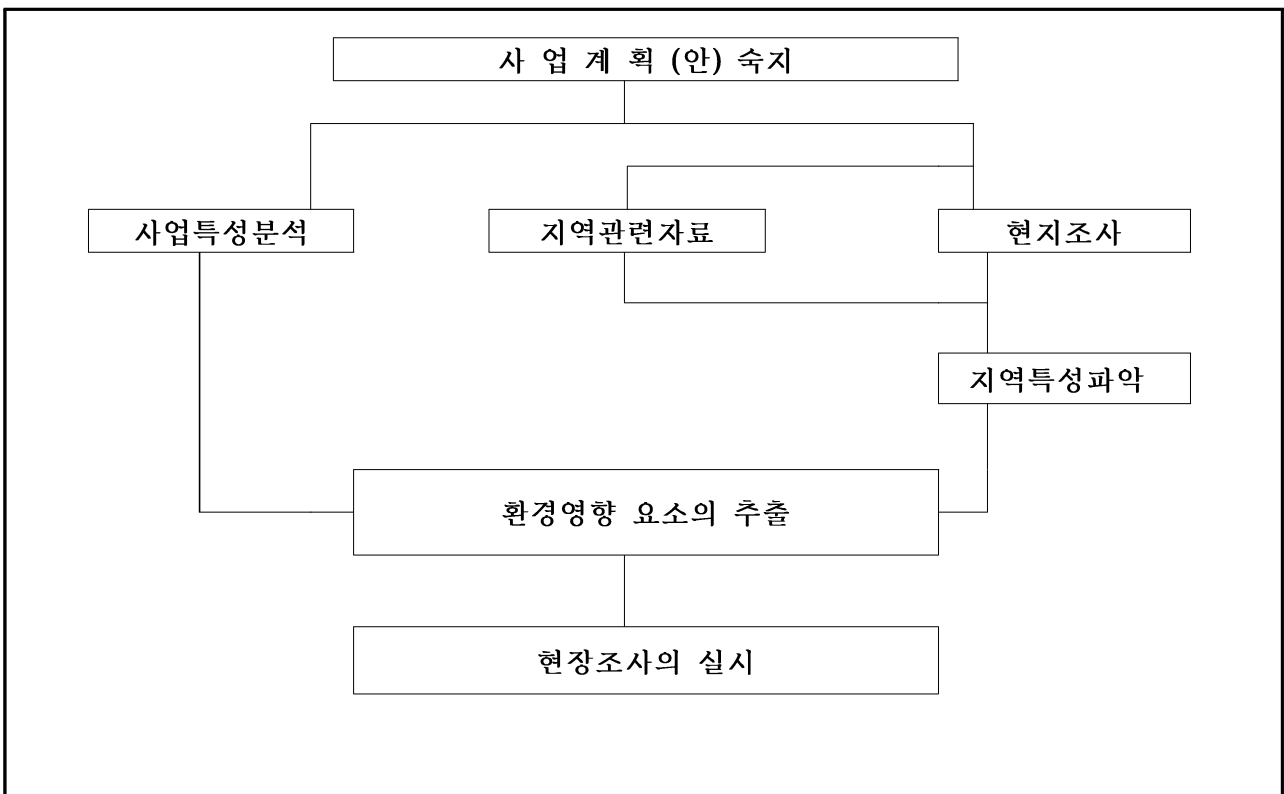 사 업 계 획 (안) 숙지
사업특성분석
지역관련자료
현지조사
지역특성파악
환경영향 요소의 추출
현장조사의 실시